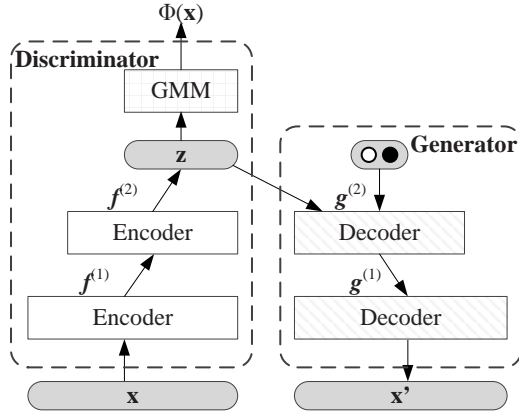 Φ(x)
Discriminator
GMM
z
Generator
f(2)
g(2)
Encoder
Decoder
f(1)
g(1)
Encoder
Decoder
x
x'